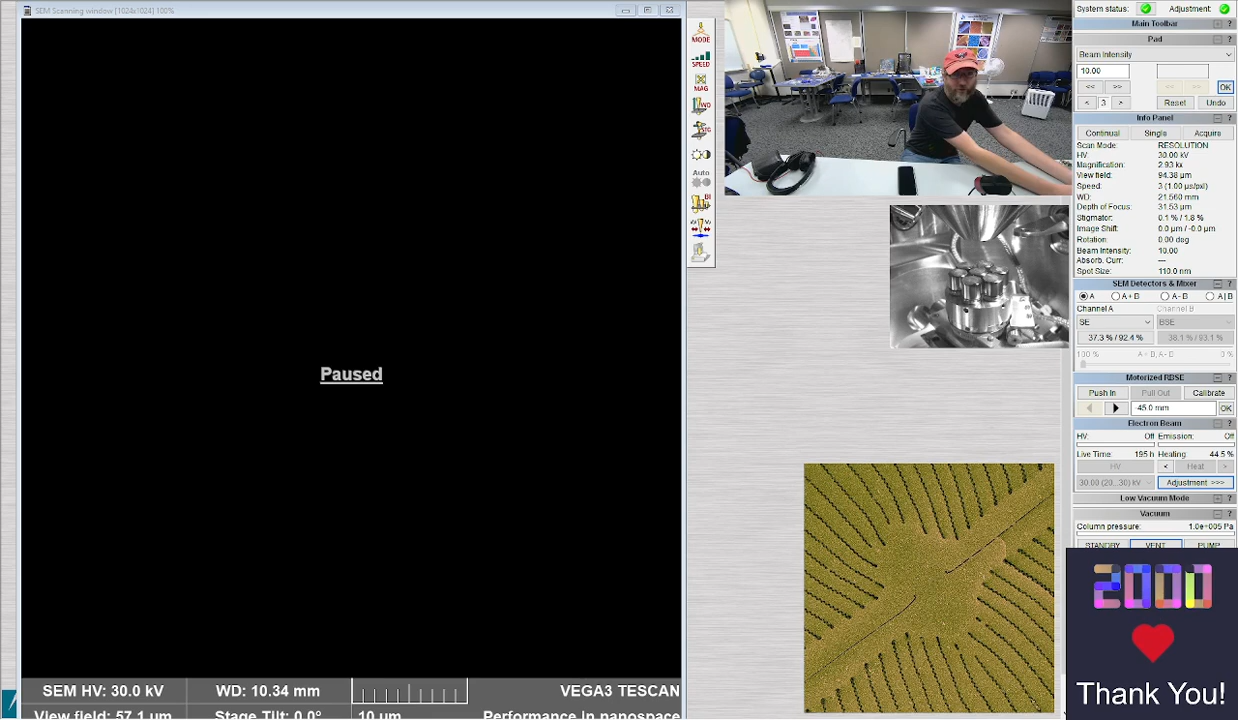 SEM Scanning window [1024x1024] 100%
Paused
SEM HV: 30.0 kV
WD: 10.34 mm
VEGA3 TESCAN
View field: 57.1 µm
Stage Tilt: 0.0°
10 µm
Performance in nanospace
MODE
SPEED
MAG
WD
STG
Auto
BI
System status:
Adjustment:
Main Toolbar
Pad
Beam Intensity
10.00
<< >> << >> OK
< 3 > Reset Undo
Info Panel
Continual Single Acquire
Scan Mode: RESOLUTION
HV: 30.00 kV
Magnification: 2.93 kx
View field: 94.38 µm
Speed: 3 (1.00 µs/pxl)
WD: 21.560 mm
Depth of Focus: 31.53 µm
Stigmator: 0.1 % / 1.8 %
Image Shift: 0.0 µm / -0.0 µm
Rotation: 0.00 deg
Beam Intensity: 10.00
Absorb. Curr: ---
Spot Size: 110.0 nm
SEM Detectors & Mixer
A A + B A - B A | B
Channel A Channel B
SE BSE
37.3 % / 92.4 % 38.1 % / 93.1 %
100 % A + B, A - B 0 %
Motorized RBSE
Push In Pull Out Calibrate
-45.0 mm OK
Electron Beam
HV: Off Emission: Off
Live Time: 195 h Heating: 44.5 %
HV < Heat >
30.00 (20...30) kV Adjustment >>>
Low Vacuum Mode
Vacuum
Column pressure: 1.0e+005 Pa
STANDBY VENT PUMP
2000
Thank You!